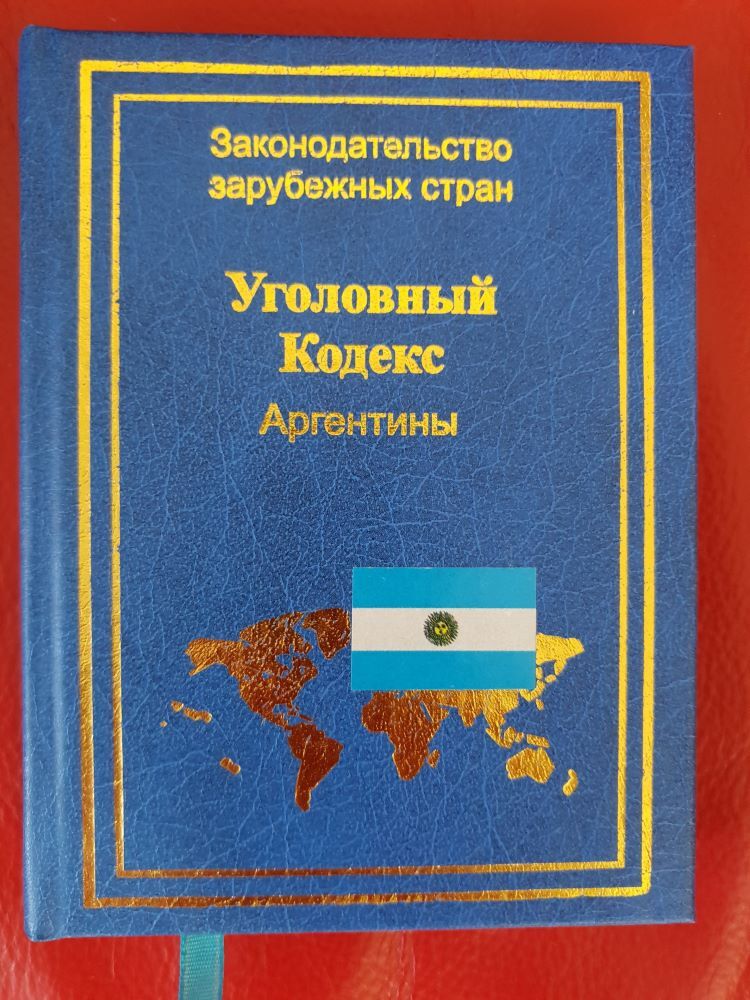 Законодательство
зарубежных стран
Уголовный
Кодекс
Аргентины